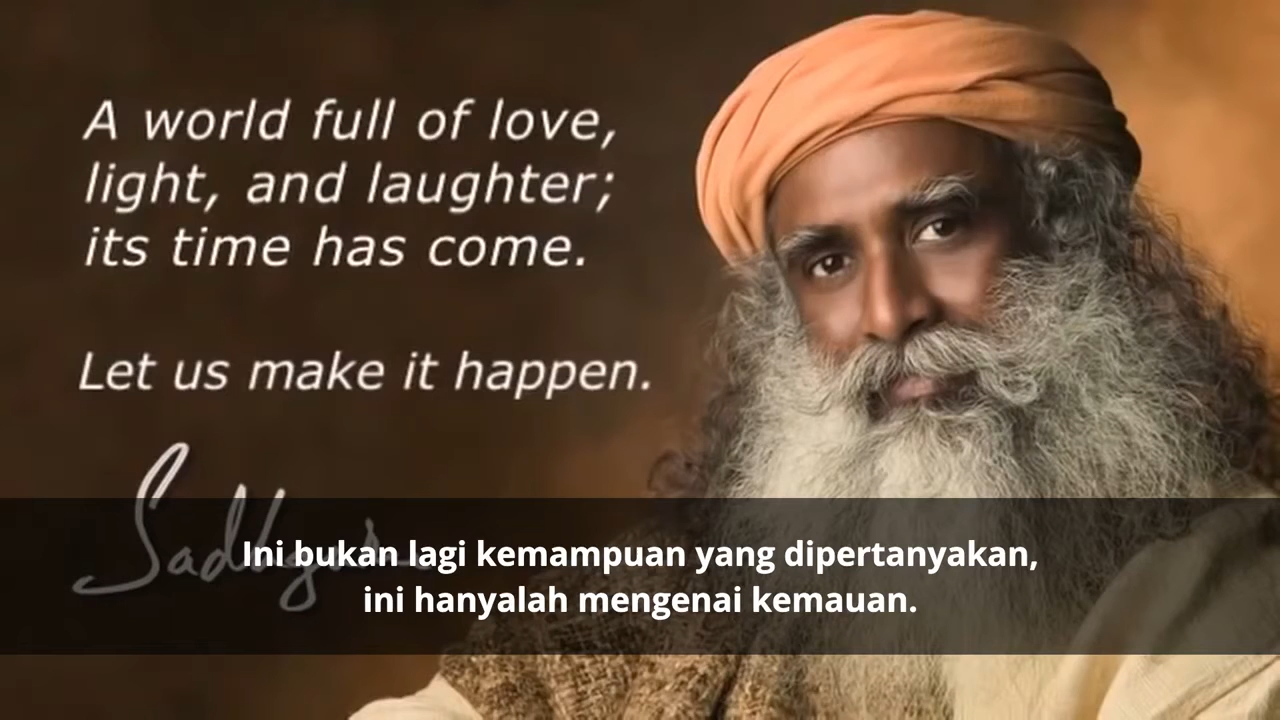 A world full of love,
light, and laughter;
its time has come.
Let us make it happen.
Sadhguru
Ini bukan lagi kemampuan yang dipertanyakan,
ini hanyalah mengenai kemauan.